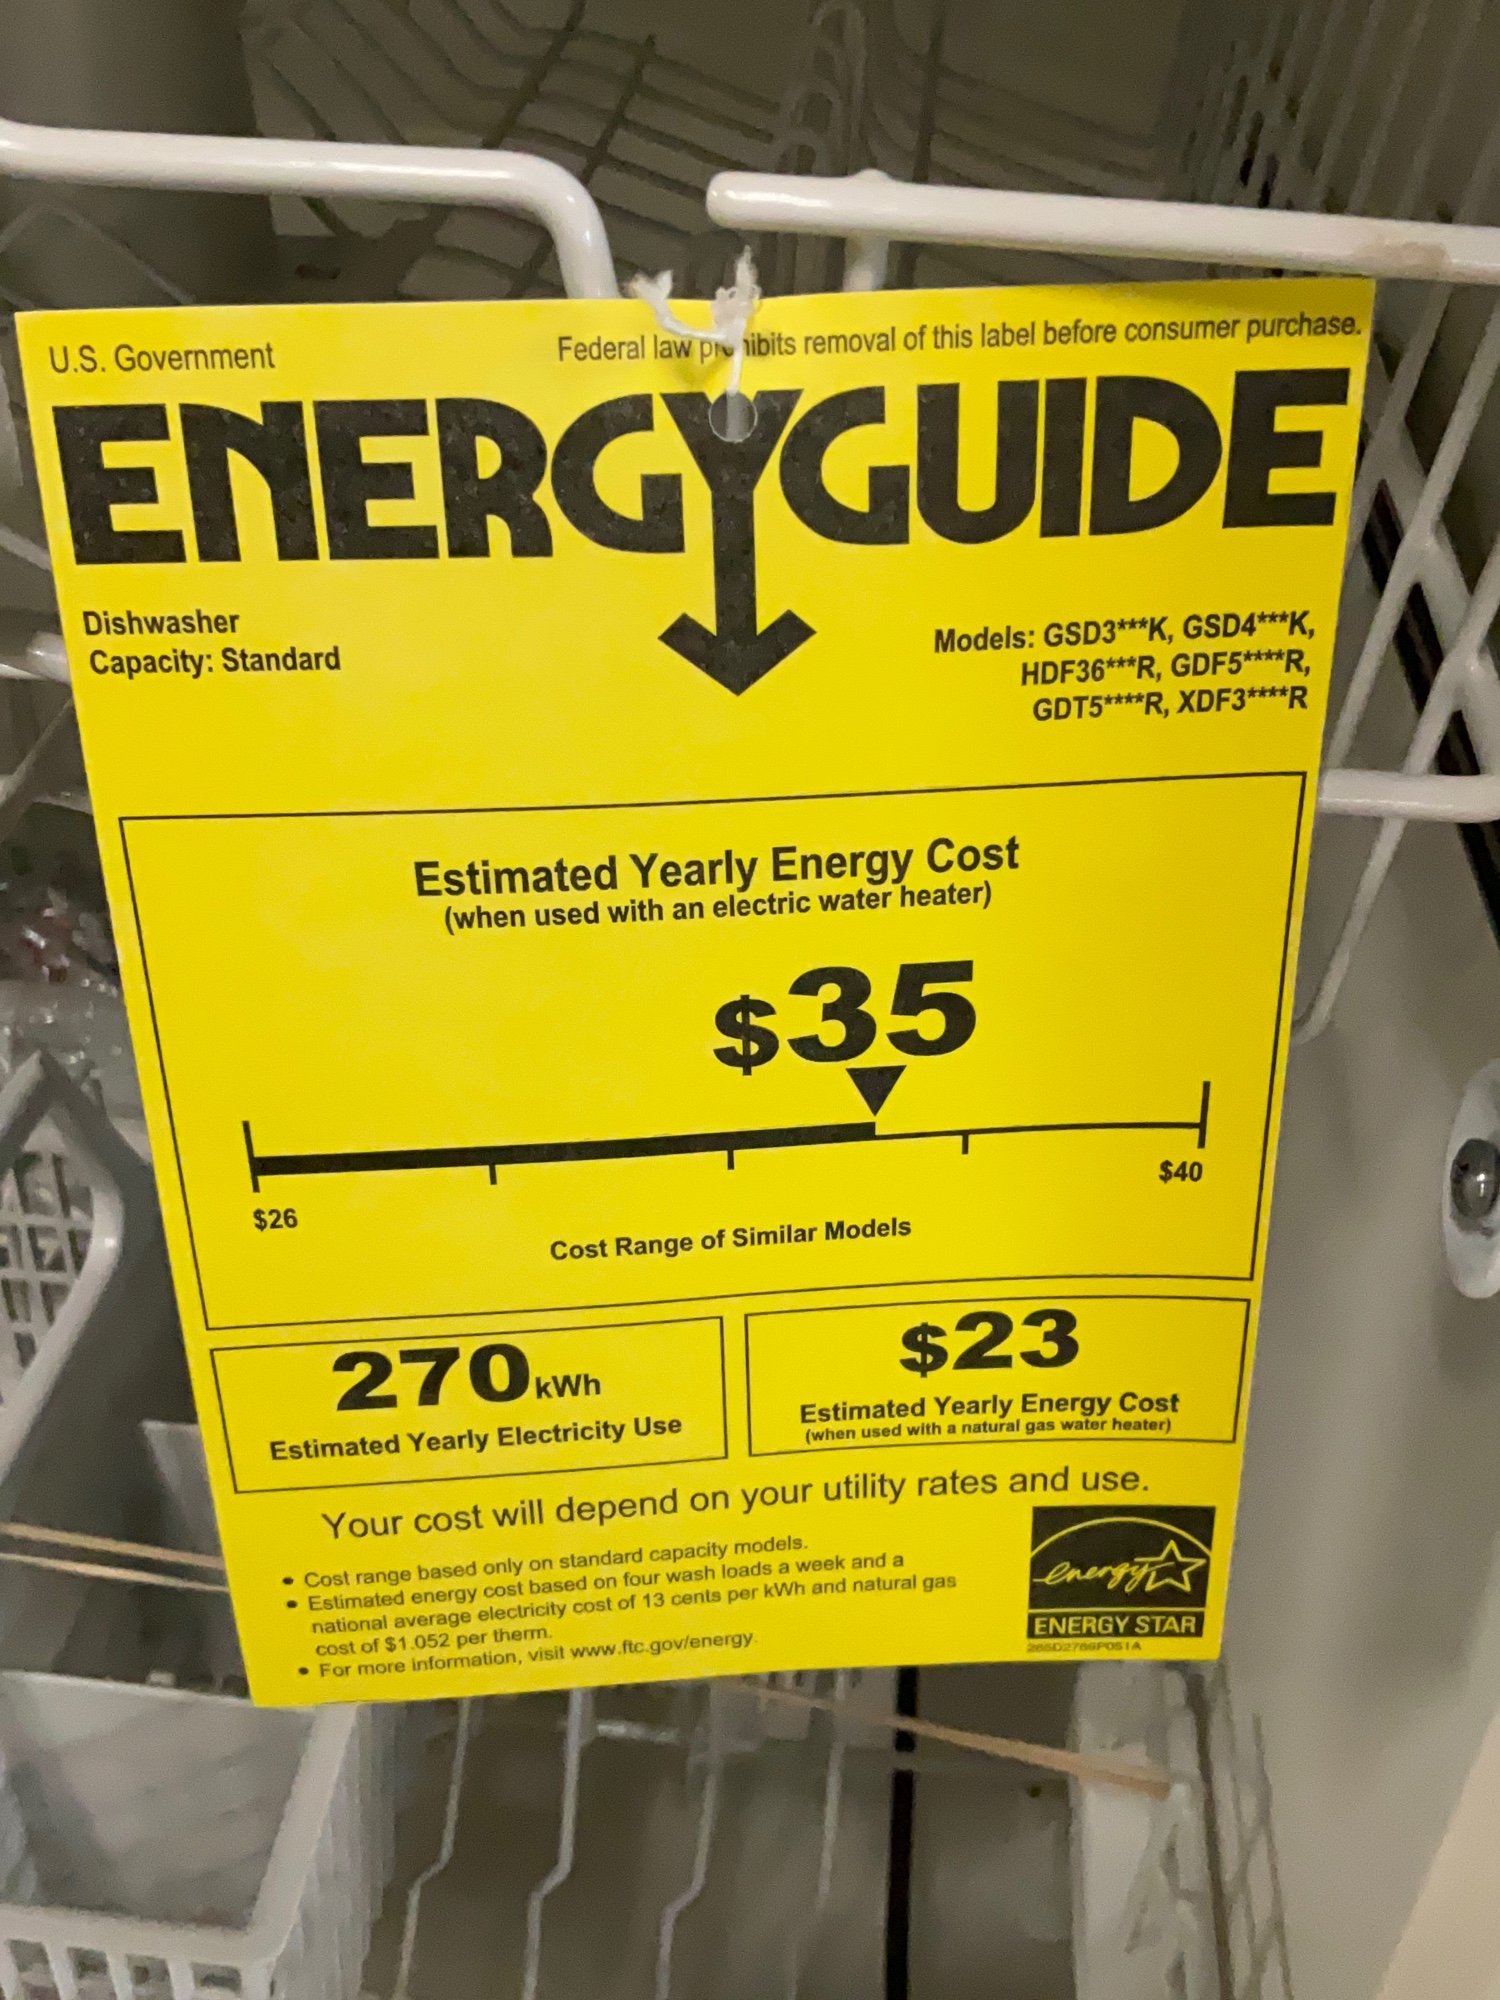 U.S. Government
Federal law prohibits removal of this label before consumer purchase.
ENERGYGUIDE
Dishwasher
Capacity: Standard
Models: GSD3***K, GSD4***K,
HDF36***R, GDF5****R,
GDT5****R, XDF3****R
Estimated Yearly Energy Cost
(when used with an electric water heater)
$35
$26
$40
Cost Range of Similar Models
270 kWh
Estimated Yearly Electricity Use
$23
Estimated Yearly Energy Cost
(when used with a natural gas water heater)
Your cost will depend on your utility rates and use.
• Cost range based only on standard capacity models.
• Estimated energy cost based on four wash loads a week and a
national average electricity cost of 13 cents per kWh and natural gas
cost of $1.052 per therm.
• For more information, visit www.ftc.gov/energy.
energy
ENERGY STAR